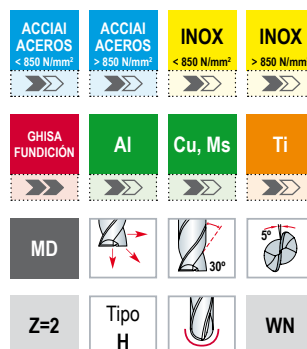 ACCIAI
ACEROS
< 850 N/mm²
ACCIAI
ACEROS
> 850 N/mm²
INOX
< 850 N/mm²
INOX
> 850 N/mm²
GHISA
FUNDICIÓN
Al
Cu, Ms
Ti
MD
30º
5º
Z=2
Tipo
H
WN